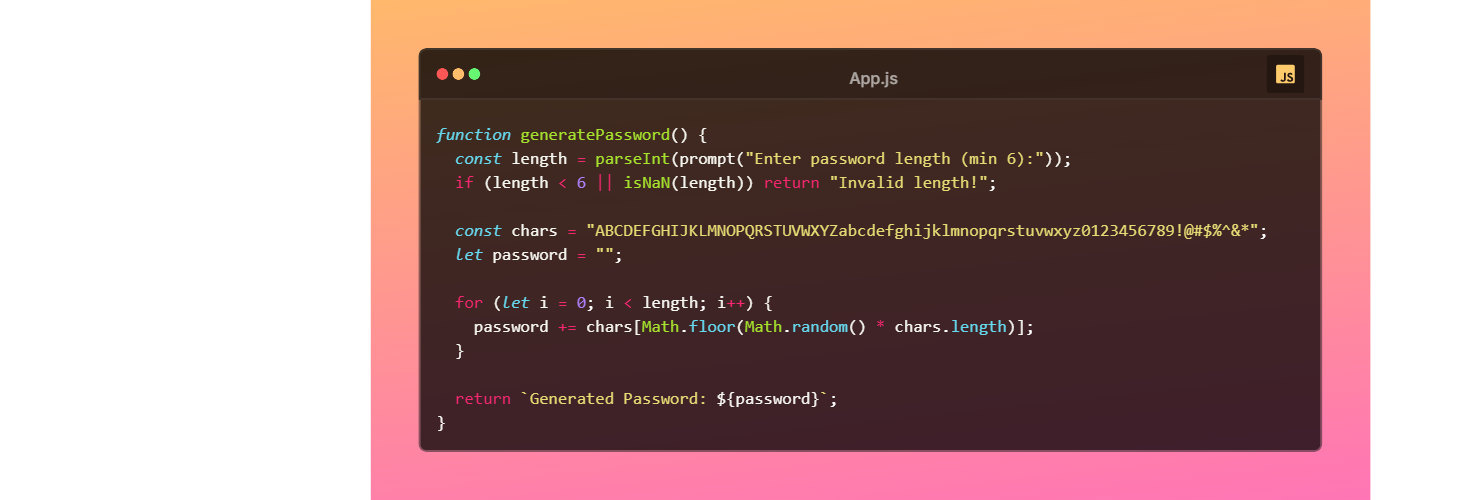 App.js
JS
function generatePassword() {
  const length = parseInt(prompt("Enter password length (min 6):"));
  if (length < 6 || isNaN(length)) return "Invalid length!";
  const chars = "ABCDEFGHIJKLMNOPQRSTUVWXYZabcdefghijklmnopqrstuvwxyz0123456789!@#$%^&*";
  let password = "";
  for (let i = 0; i < length; i++) {
    password += chars[Math.floor(Math.random() * chars.length)];
  }
  return `Generated Password: ${password}`;
}